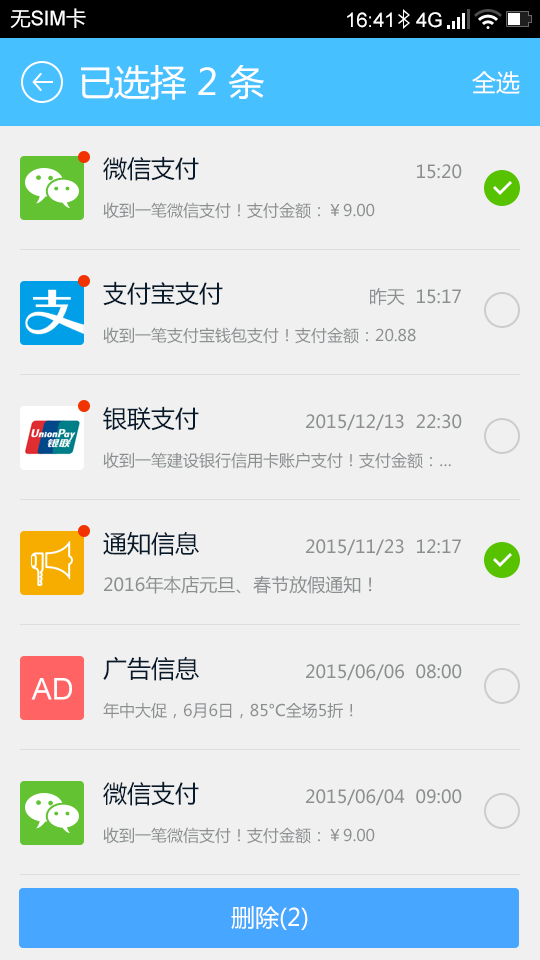 无SIM卡 16:41 4G
已选择 2 条 全选
微信支付 15:20
收到一笔微信支付！支付金额：￥9.00
支付宝支付 昨天 15:17
支
收到一笔支付宝钱包支付！支付金额：20.88
银联支付 2015/12/13 22:30
UnionPay
银联
收到一笔建设银行信用卡账户支付！支付金额：...
通知信息 2015/11/23 12:17
2016年本店元旦、春节放假通知！
广告信息 2015/06/06 08:00
AD
年中大促，6月6日，85°C全场5折！
微信支付 2015/06/04 09:00
收到一笔微信支付！支付金额：￥9.00
删除(2)